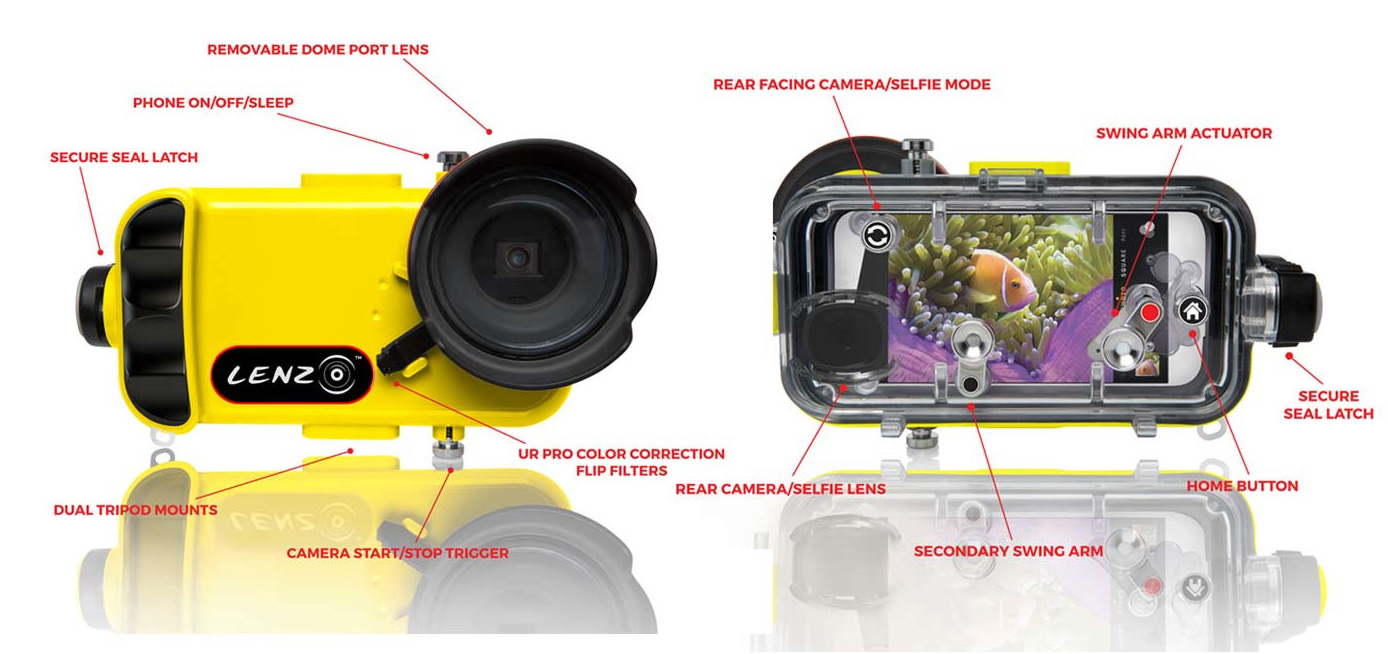 REMOVABLE DOME PORT LENS
PHONE ON/OFF/SLEEP
SECURE SEAL LATCH
LENZO™
UR PRO COLOR CORRECTION
FLIP FILTERS
DUAL TRIPOD MOUNTS
CAMERA START/STOP TRIGGER
REAR FACING CAMERA/SELFIE MODE
SWING ARM ACTUATOR
SQUARE
SECURE
SEAL LATCH
HOME BUTTON
REAR CAMERA/SELFIE LENS
SECONDARY SWING ARM